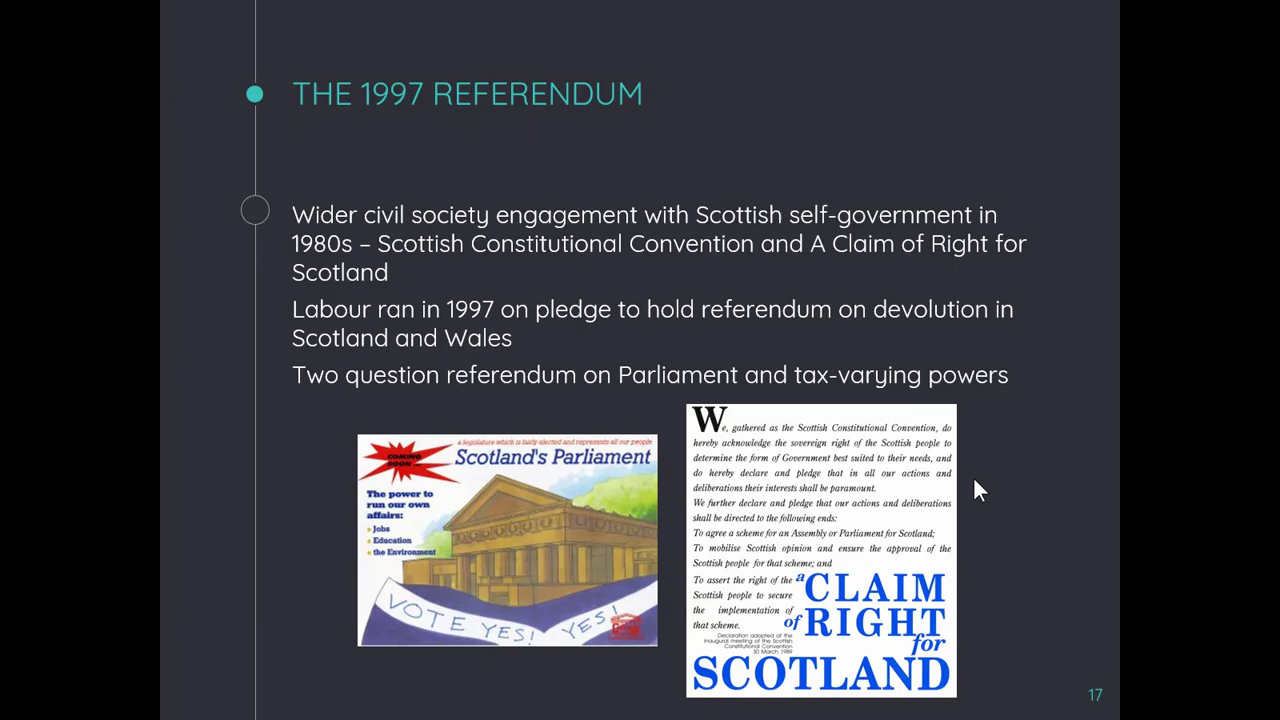 THE 1997 REFERENDUM
Wider civil society engagement with Scottish self-government in
1980s – Scottish Constitutional Convention and A Claim of Right for
Scotland
Labour ran in 1997 on pledge to hold referendum on devolution in
Scotland and Wales
Two question referendum on Parliament and tax-varying powers
COMING
SOON ...
a legislature which is fairly elected and represents all our people
Scotland's Parliament
The power to
run our own
affairs:
Jobs
Education
the Environment
VOTE YES! YES!
We, gathered as the Scottish Constitutional Convention, do
hereby acknowledge the sovereign right of the Scottish people to
determine the form of Government best suited to their needs, and
do hereby declare and pledge that in all our actions and
deliberations their interests shall be paramount.
We further declare and pledge that our actions and deliberations
shall be directed to the following ends:
To agree a scheme for an Assembly or Parliament for Scotland;
To mobilise Scottish opinion and ensure the approval of the
Scottish people for that scheme; and
To assert the right of the
Scottish people to secure
the implementation of
that scheme.
a CLAIM
of RIGHT
for
SCOTLAND
Declaration adopted at the
inaugural meeting of the Scottish
Constitutional Convention
30 March 1989
17